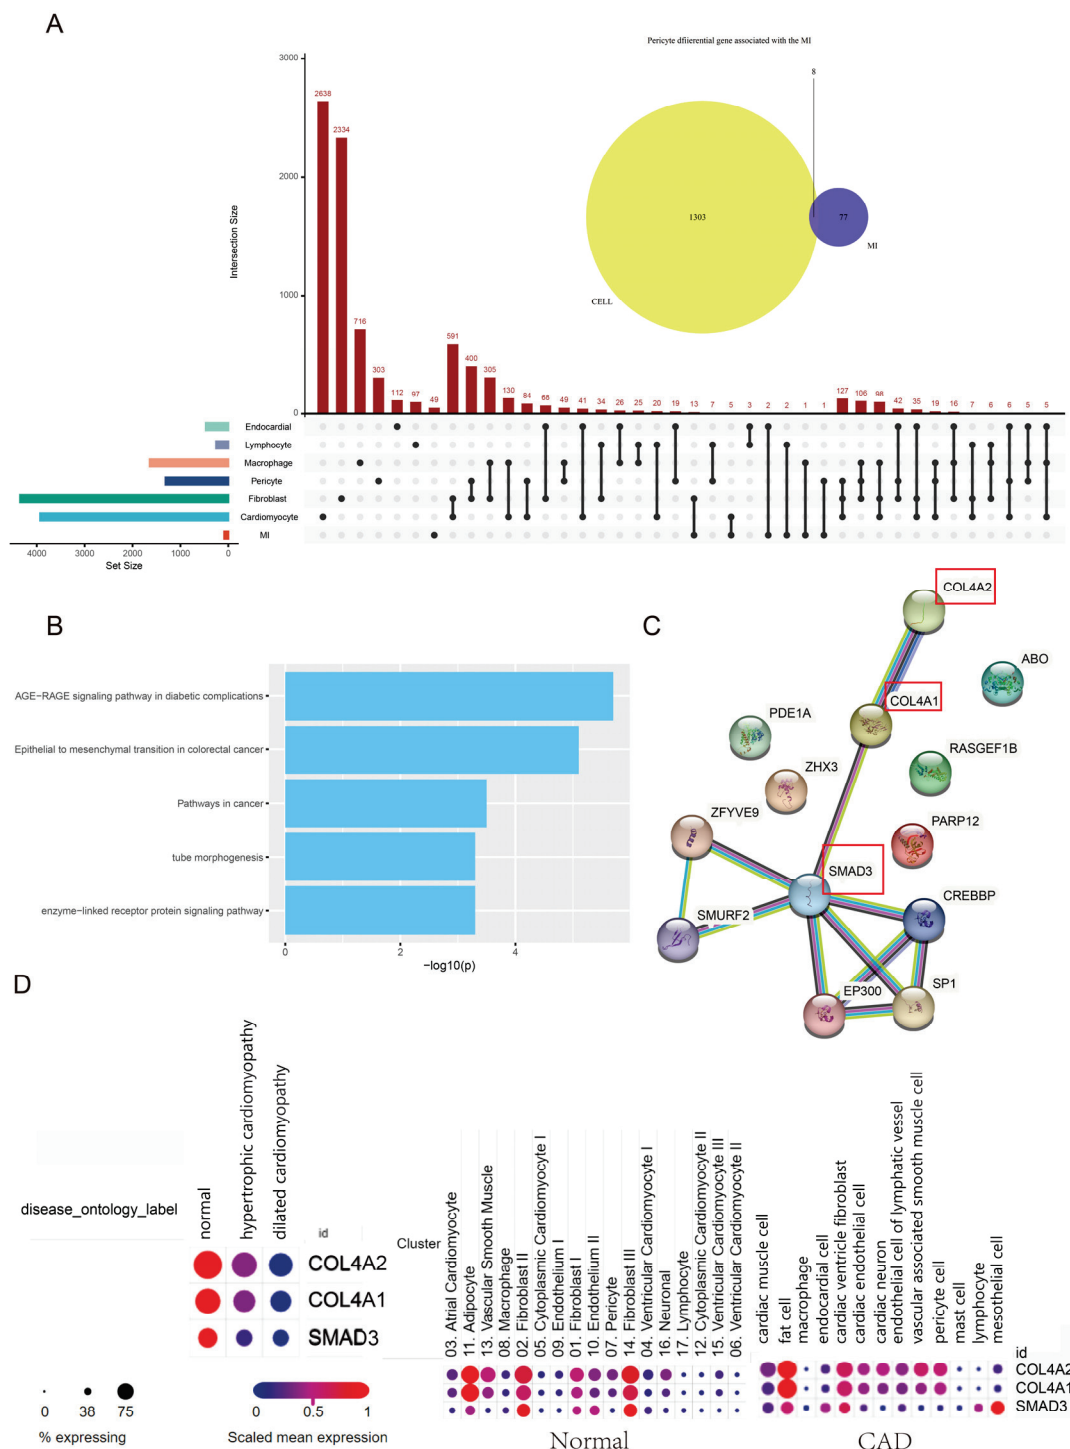 A
Pericyte dfiierential gene associated with the MI
8
1303
77
MI
CELL
Intersection Size
3000
2000
1000
0
2638
2334
716
303
112
97
49
591
400
305
130
84
68
49
41
34
26
25
20
19
13
7
5
3
2
2
1
1
127
106
98
42
35
19
16
7
6
6
5
5
Endocardial
Lymphocyte
Macrophage
Pericyte
Fibroblast
Cardiomyocyte
MI
4000 3000 2000 1000 0
Set Size
B
AGE−RAGE signaling pathway in diabetic complications
Epithelial to mesenchymal transition in colorectal cancer
Pathways in cancer
tube morphogenesis
enzyme−linked receptor protein signaling pathway
0 2 4
−log10(p)
C
COL4A2
ABO
COL4A1
PDE1A
RASGEF1B
ZHX3
ZFYVE9
PARP12
SMAD3
CREBBP
SMURF2
EP300
SP1
D
disease_ontology_label
normal
hypertrophic cardiomyopathy
dilated cardiomyopathy
id
COL4A2
COL4A1
SMAD3
0 38 75
% expressing
0 0.5 1
Scaled mean expression
Cluster
03. Atrial Cardiomyocyte
11. Adipocyte
13. Vascular Smooth Muscle
08. Macrophage
02. Fibroblast II
05. Cytoplasmic Cardiomyocyte I
09. Endothelium I
01. Fibroblast I
10. Endothelium II
07. Pericyte
14. Fibroblast III
04. Ventricular Cardiomyocyte I
16. Neuronal
17. Lymphocyte
12. Cytoplasmic Cardiomyocyte II
15. Ventricular Cardiomyocyte III
06. Ventricular Cardiomyocyte II
Normal
cardiac muscle cell
fat cell
macrophage
endocardial cell
cardiac ventricle fibroblast
cardiac endothelial cell
cardiac neuron
endothelial cell of lymphatic vessel
vascular associated smooth muscle cell
pericyte cell
mast cell
lymphocyte
mesothelial cell
id
COL4A2
COL4A1
SMAD3
CAD